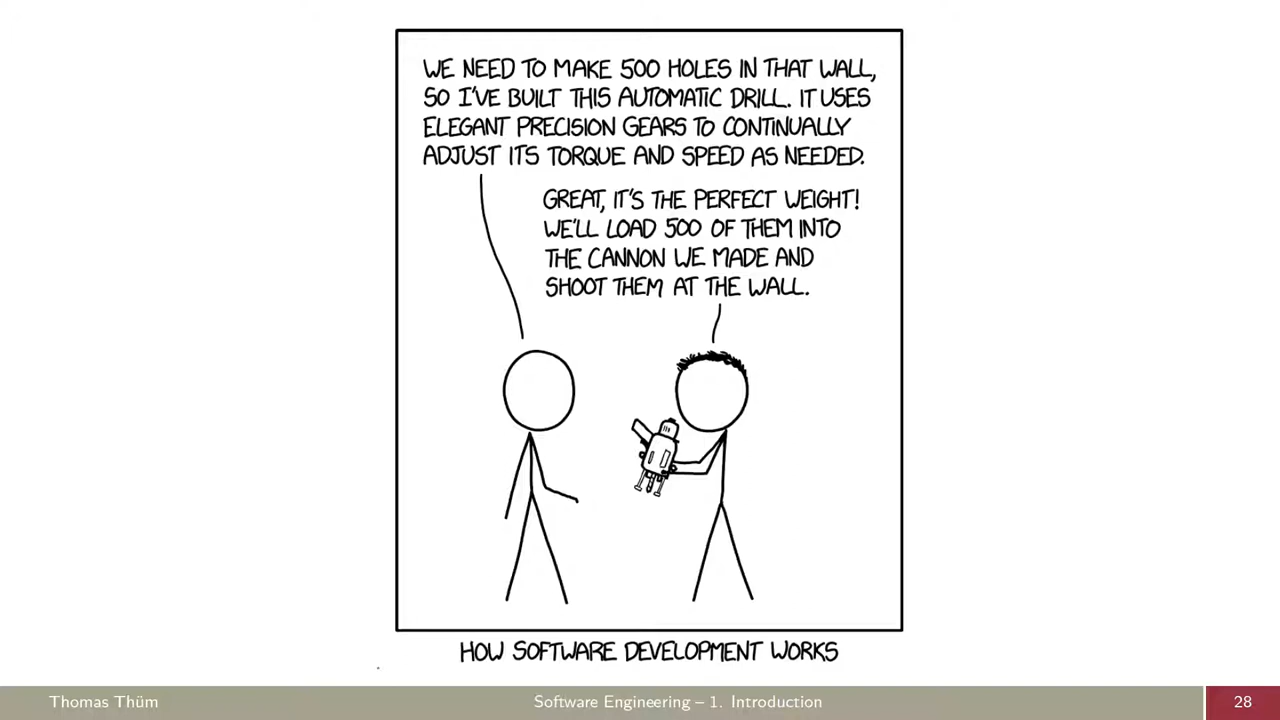 WE NEED TO MAKE 500 HOLES IN THAT WALL,
SO I'VE BUILT THIS AUTOMATIC DRILL. IT USES
ELEGANT PRECISION GEARS TO CONTINUALLY
ADJUST ITS TORQUE AND SPEED AS NEEDED.
GREAT, IT'S THE PERFECT WEIGHT!
WE'LL LOAD 500 OF THEM INTO
THE CANNON WE MADE AND
SHOOT THEM AT THE WALL.
HOW SOFTWARE DEVELOPMENT WORKS
Thomas Thüm
Software Engineering – 1. Introduction
28